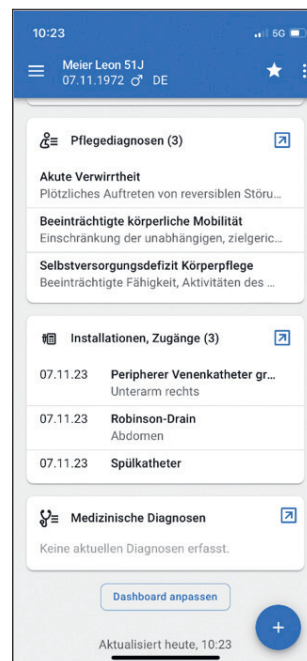 10:23
5G
Meier Leon 51J
07.11.1972 ♂ DE
Pflegediagnosen (3)
Akute Verwirrtheit
Plötzliches Auftreten von reversiblen Störu...
Beeinträchtigte körperliche Mobilität
Einschränkung der unabhängigen, zielgeric...
Selbstversorgungsdefizit Körperpflege
Beeinträchtigte Fähigkeit, Aktivitäten des ...
Installationen, Zugänge (3)
07.11.23 Peripherer Venenkatheter gr...
Unterarm rechts
07.11.23 Robinson-Drain
Abdomen
07.11.23 Spülkatheter
Medizinische Diagnosen
Keine aktuellen Diagnosen erfasst.
Dashboard anpassen
Aktualisiert heute, 10:23